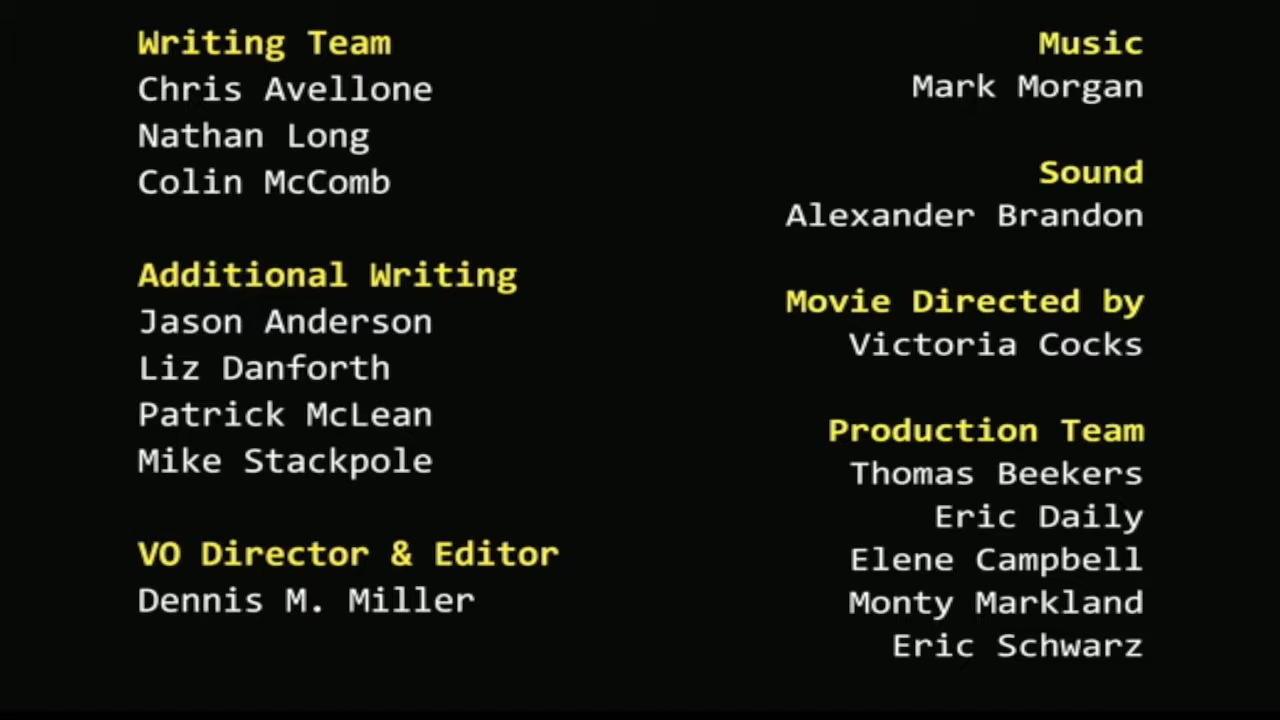 Writing Team
Chris Avellone
Nathan Long
Colin McComb
Additional Writing
Jason Anderson
Liz Danforth
Patrick McLean
Mike Stackpole
VO Director & Editor
Dennis M. Miller
Music
Mark Morgan
Sound
Alexander Brandon
Movie Directed by
Victoria Cocks
Production Team
Thomas Beekers
Eric Daily
Elene Campbell
Monty Markland
Eric Schwarz